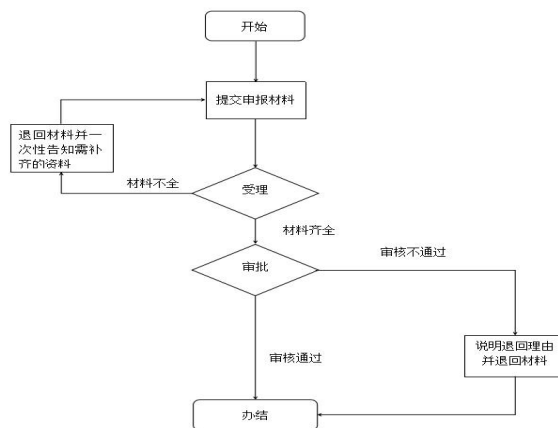 开始
提交申报材料
退回材料并一
次性告知需补
齐的资料
材料不全
受理
材料齐全
审批
审核不通过
说明退回理由
并退回材料
审核通过
办结